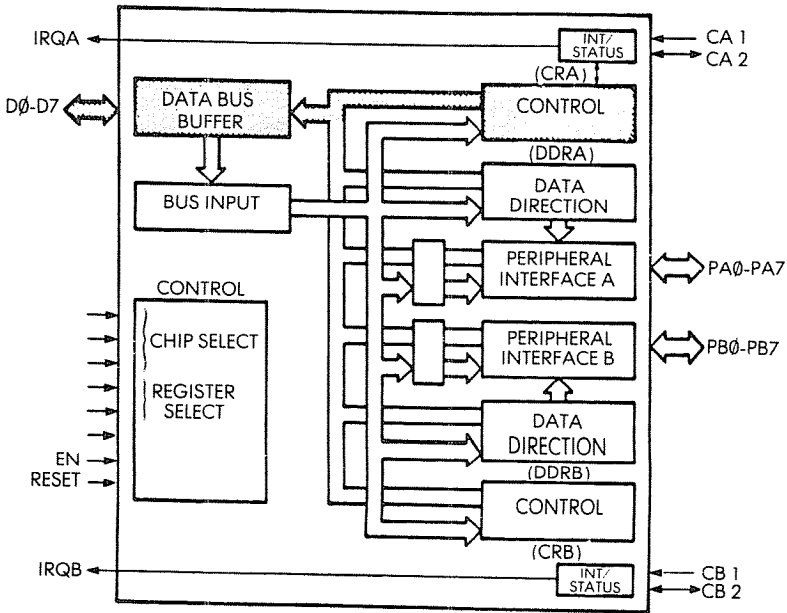 IRQA
INT/
STATUS
CA 1
CA 2
(CRA)
DØ-D7
DATA BUS
BUFFER
CONTROL
(DDRA)
BUS INPUT
DATA
DIRECTION
PERIPHERAL
INTERFACE A
PAØ-PA7
CONTROL
CHIP SELECT
PERIPHERAL
INTERFACE B
PBØ-PB7
REGISTER
SELECT
DATA
DIRECTION
EN
(DDRB)
RESET
CONTROL
(CRB)
IRQB
INT/
STATUS
CB 1
CB 2